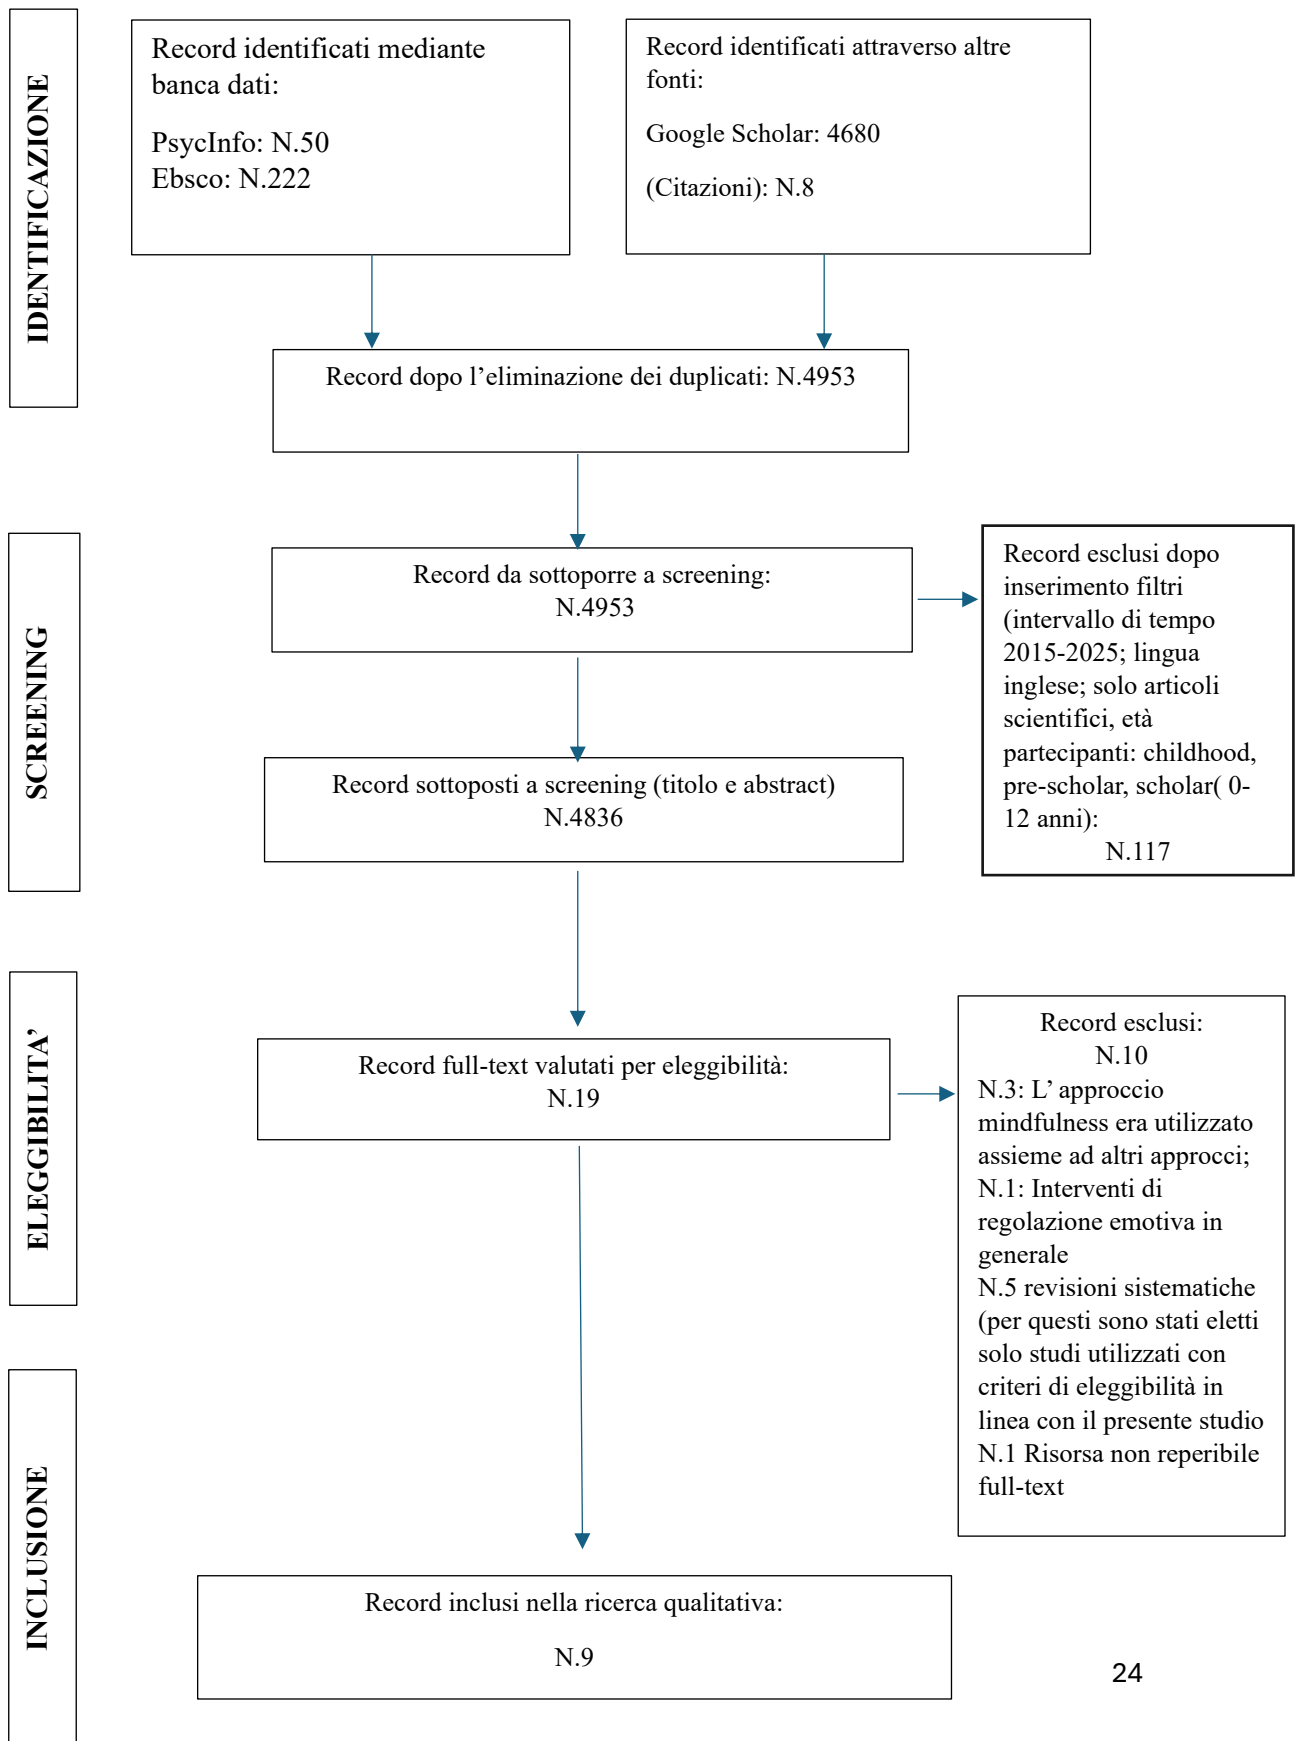 IDENTIFICAZIONE
Record identificati mediante
banca dati:
PsycInfo: N.50
Ebsco: N.222
Record identificati attraverso altre
fonti:
Google Scholar: 4680
(Citazioni): N.8
Record dopo l’eliminazione dei duplicati: N.4953
SCREENING
Record da sottoporre a screening:
N.4953
Record esclusi dopo
inserimento filtri
(intervallo di tempo
2015-2025; lingua
inglese; solo articoli
scientifici, età
partecipanti: childhood,
pre-scholar, scholar( 0-
12 anni):
N.117
Record sottoposti a screening (titolo e abstract)
N.4836
ELEGGIBILITA’
Record full-text valutati per eleggibilità:
N.19
Record esclusi:
N.10
N.3: L’ approccio
mindfulness era utilizzato
assieme ad altri approcci;
N.1: Interventi di
regolazione emotiva in
generale
N.5 revisioni sistematiche
(per questi sono stati eletti
solo studi utilizzati con
criteri di eleggibilità in
linea con il presente studio
N.1 Risorsa non reperibile
full-text
INCLUSIONE
Record inclusi nella ricerca qualitativa:
N.9
24